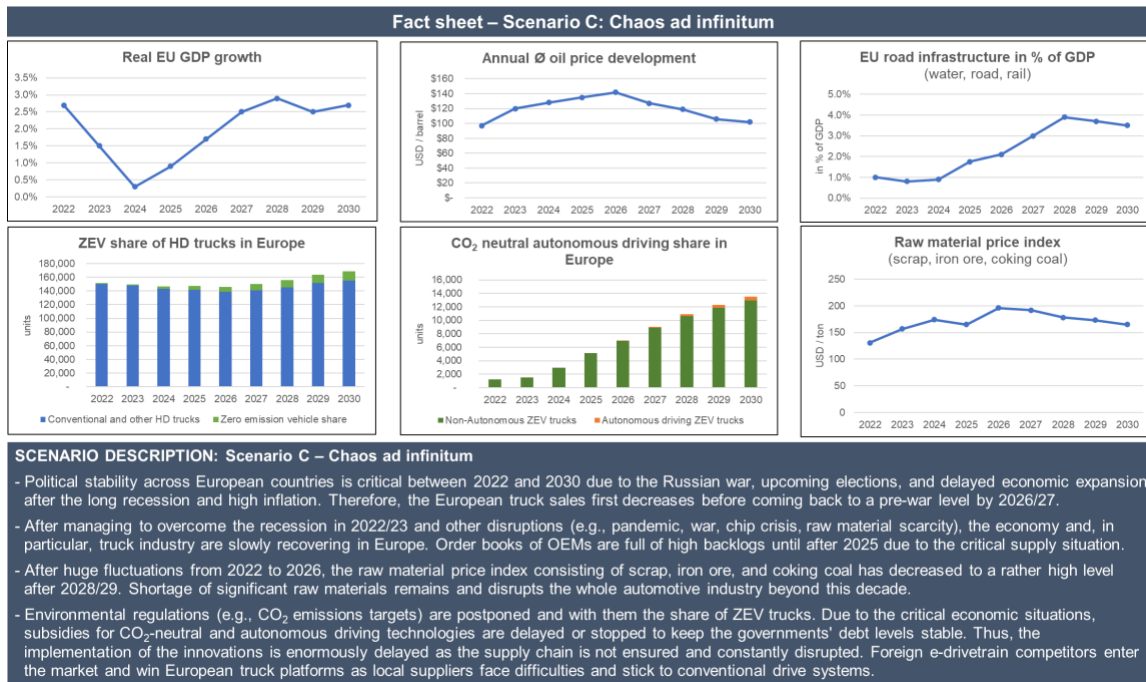 Fact sheet – Scenario C: Chaos ad infinitum
Real EU GDP growth
3.5%
3.0%
2.5%
2.0%
1.5%
1.0%
0.5%
0.0%
2022 2023 2024 2025 2026 2027 2028 2029 2030
Annual Ø oil price development
USD / barrel
$160
$140
$120
$100
$80
$60
$40
$20
$-
2022 2023 2024 2025 2026 2027 2028 2029 2030
EU road infrastructure in % of GDP
(water, road, rail)
in % of GDP
5.0%
4.0%
3.0%
2.0%
1.0%
0.0%
2022 2023 2024 2025 2026 2027 2028 2029 2030
ZEV share of HD trucks in Europe
units
180,000
160,000
140,000
120,000
100,000
80,000
60,000
40,000
20,000
-
2022 2023 2024 2025 2026 2027 2028 2029 2030
Conventional and other HD trucks Zero emission vehicle share
CO2 neutral autonomous driving share in
Europe
units
16,000
14,000
12,000
10,000
8,000
6,000
4,000
2,000
-
2022 2023 2024 2025 2026 2027 2028 2029 2030
Non-Autonomous ZEV trucks Autonomous driving ZEV trucks
Raw material price index
(scrap, iron ore, coking coal)
USD / ton
250
200
150
100
50
0
2022 2023 2024 2025 2026 2027 2028 2029 2030
SCENARIO DESCRIPTION: Scenario C – Chaos ad infinitum
- Political stability across European countries is critical between 2022 and 2030 due to the Russian war, upcoming elections, and delayed economic expansion
after the long recession and high inflation. Therefore, the European truck sales first decreases before coming back to a pre-war level by 2026/27.
- After managing to overcome the recession in 2022/23 and other disruptions (e.g., pandemic, war, chip crisis, raw material scarcity), the economy and, in
particular, truck industry are slowly recovering in Europe. Order books of OEMs are full of high backlogs until after 2025 due to the critical supply situation.
- After huge fluctuations from 2022 to 2026, the raw material price index consisting of scrap, iron ore, and coking coal has decreased to a rather high level
after 2028/29. Shortage of significant raw materials remains and disrupts the whole automotive industry beyond this decade.
- Environmental regulations (e.g., CO2 emissions targets) are postponed and with them the share of ZEV trucks. Due to the critical economic situations,
subsidies for CO2-neutral and autonomous driving technologies are delayed or stopped to keep the governments' debt levels stable. Thus, the
implementation of the innovations is enormously delayed as the supply chain is not ensured and constantly disrupted. Foreign e-drivetrain competitors enter
the market and win European truck platforms as local suppliers face difficulties and stick to conventional drive systems.